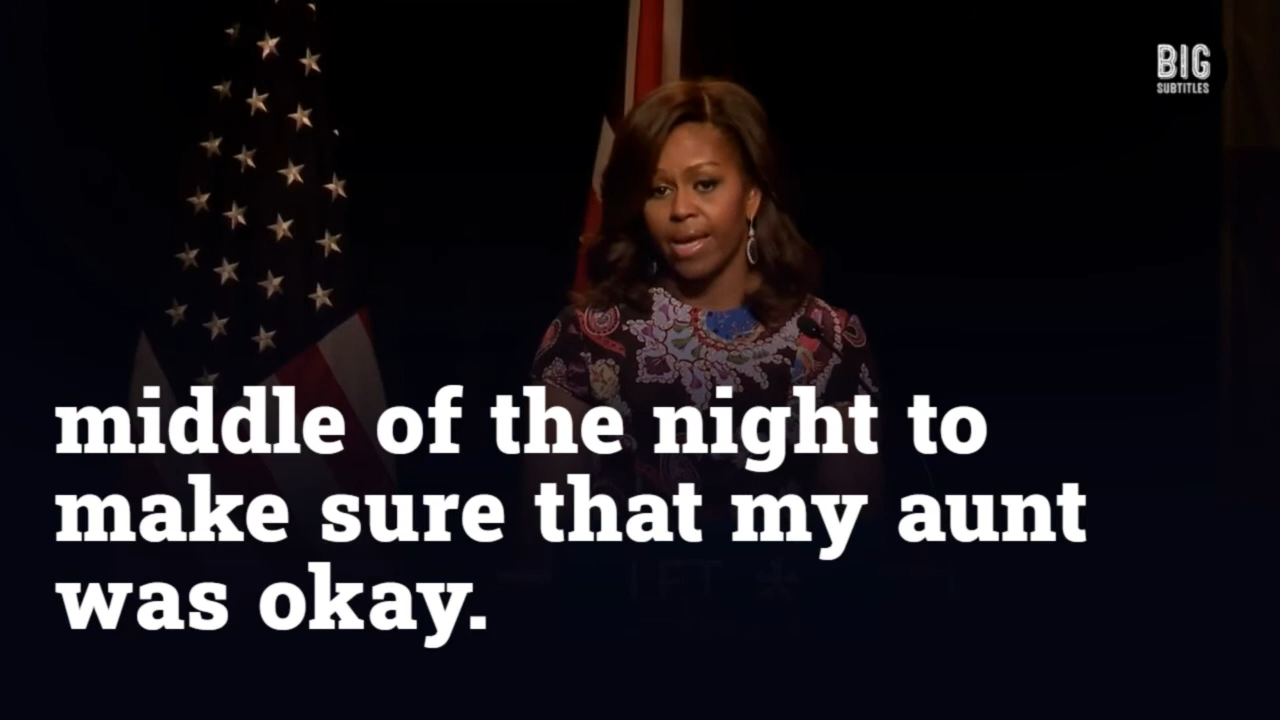 BIG
SUBTITLES
middle of the night to
make sure that my aunt
was okay.